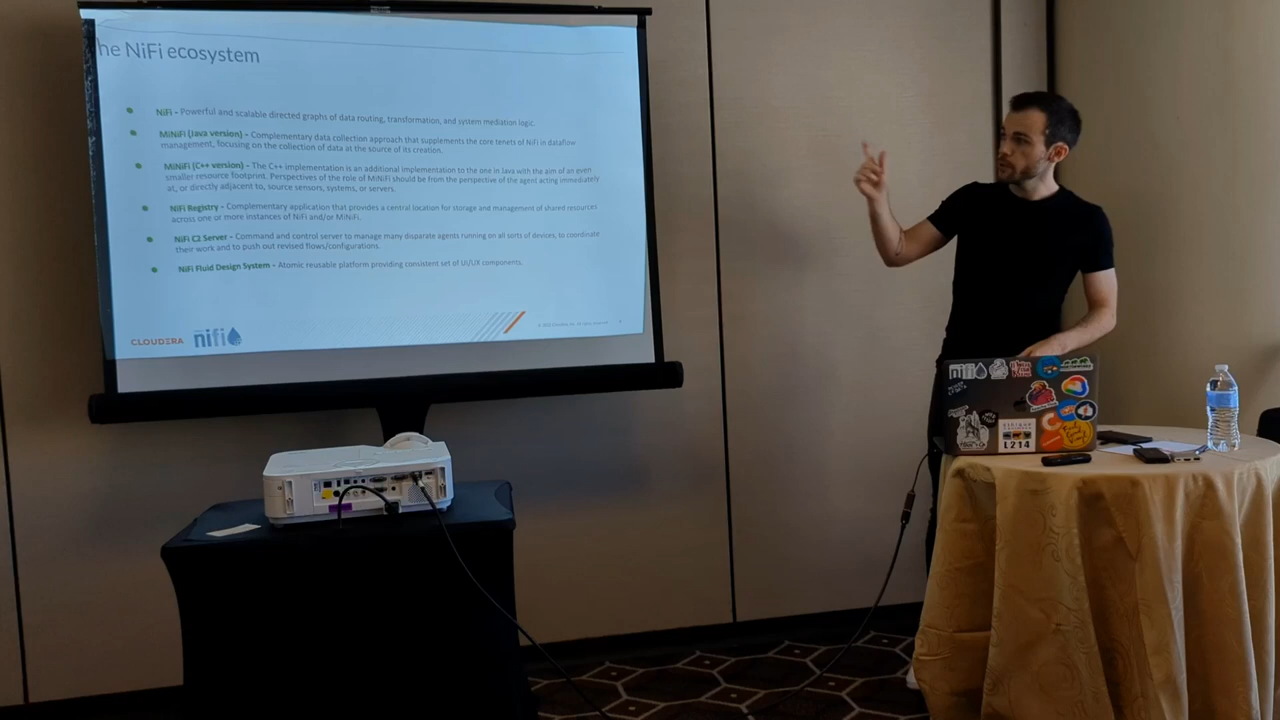 he NiFi ecosystem
NiFi – Powerful and scalable directed graphs of data routing, transformation, and system mediation logic.
MiNiFi (Java version) – Complementary data collection approach that supplements the core tenets of NiFi in dataflow
management, focusing on the collection of data at the source of its creation.
MiNiFi (C++ version) – The C++ implementation is an additional implementation to the one in Java with the aim of an even
smaller resource footprint. Perspectives of the role of MiNiFi should be from the perspective of the agent acting immediately
at, or directly adjacent to, source sensors, systems, or servers.
NiFi Registry – Complementary application that provides a central location for storage and management of shared resources
across one or more instances of NiFi and/or MiNiFi.
NiFi C2 Server – Command and control server to manage many disparate agents running on all sorts of devices, to coordinate
their work and to push out revised flows/configurations.
NiFi Fluid Design System – Atomic reusable platform providing consistent set of UI/UX components.
CLOUDERA
nifi
nifi
L214